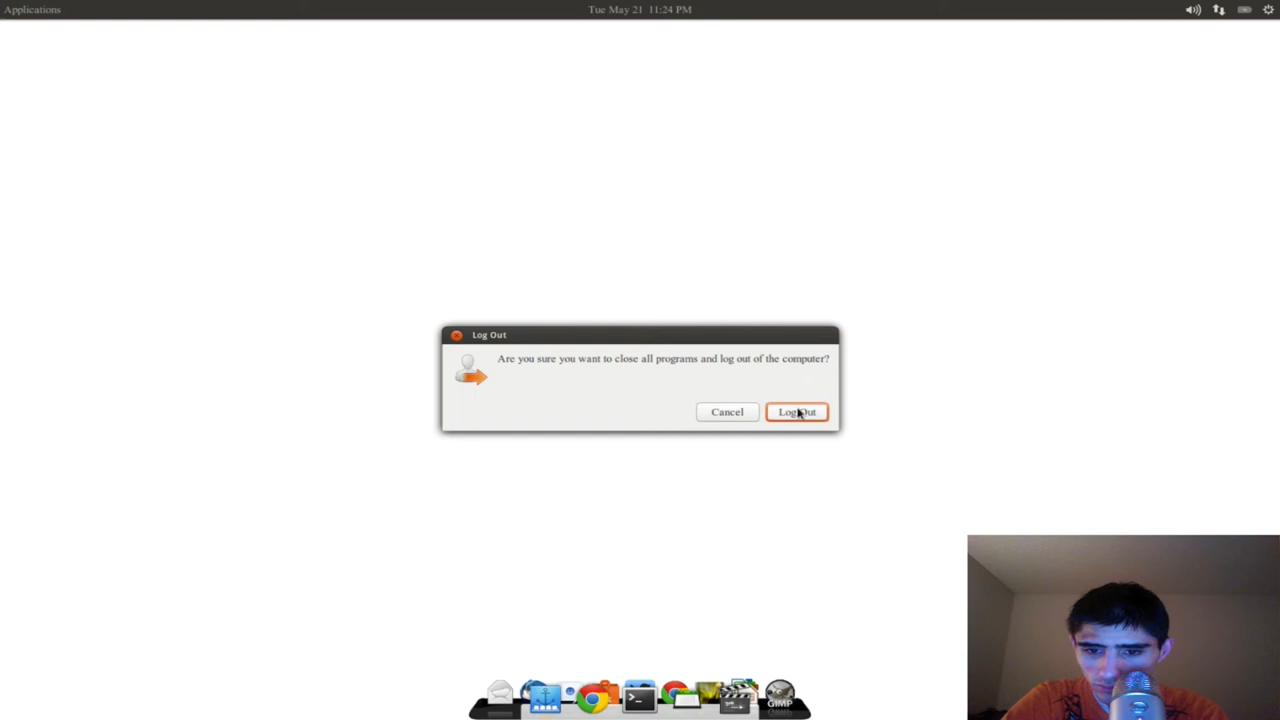 Applications
Tue May 21 11:24 PM
Log Out
Are you sure you want to close all programs and log out of the computer?
Cancel
Log Out
>_
GIMP